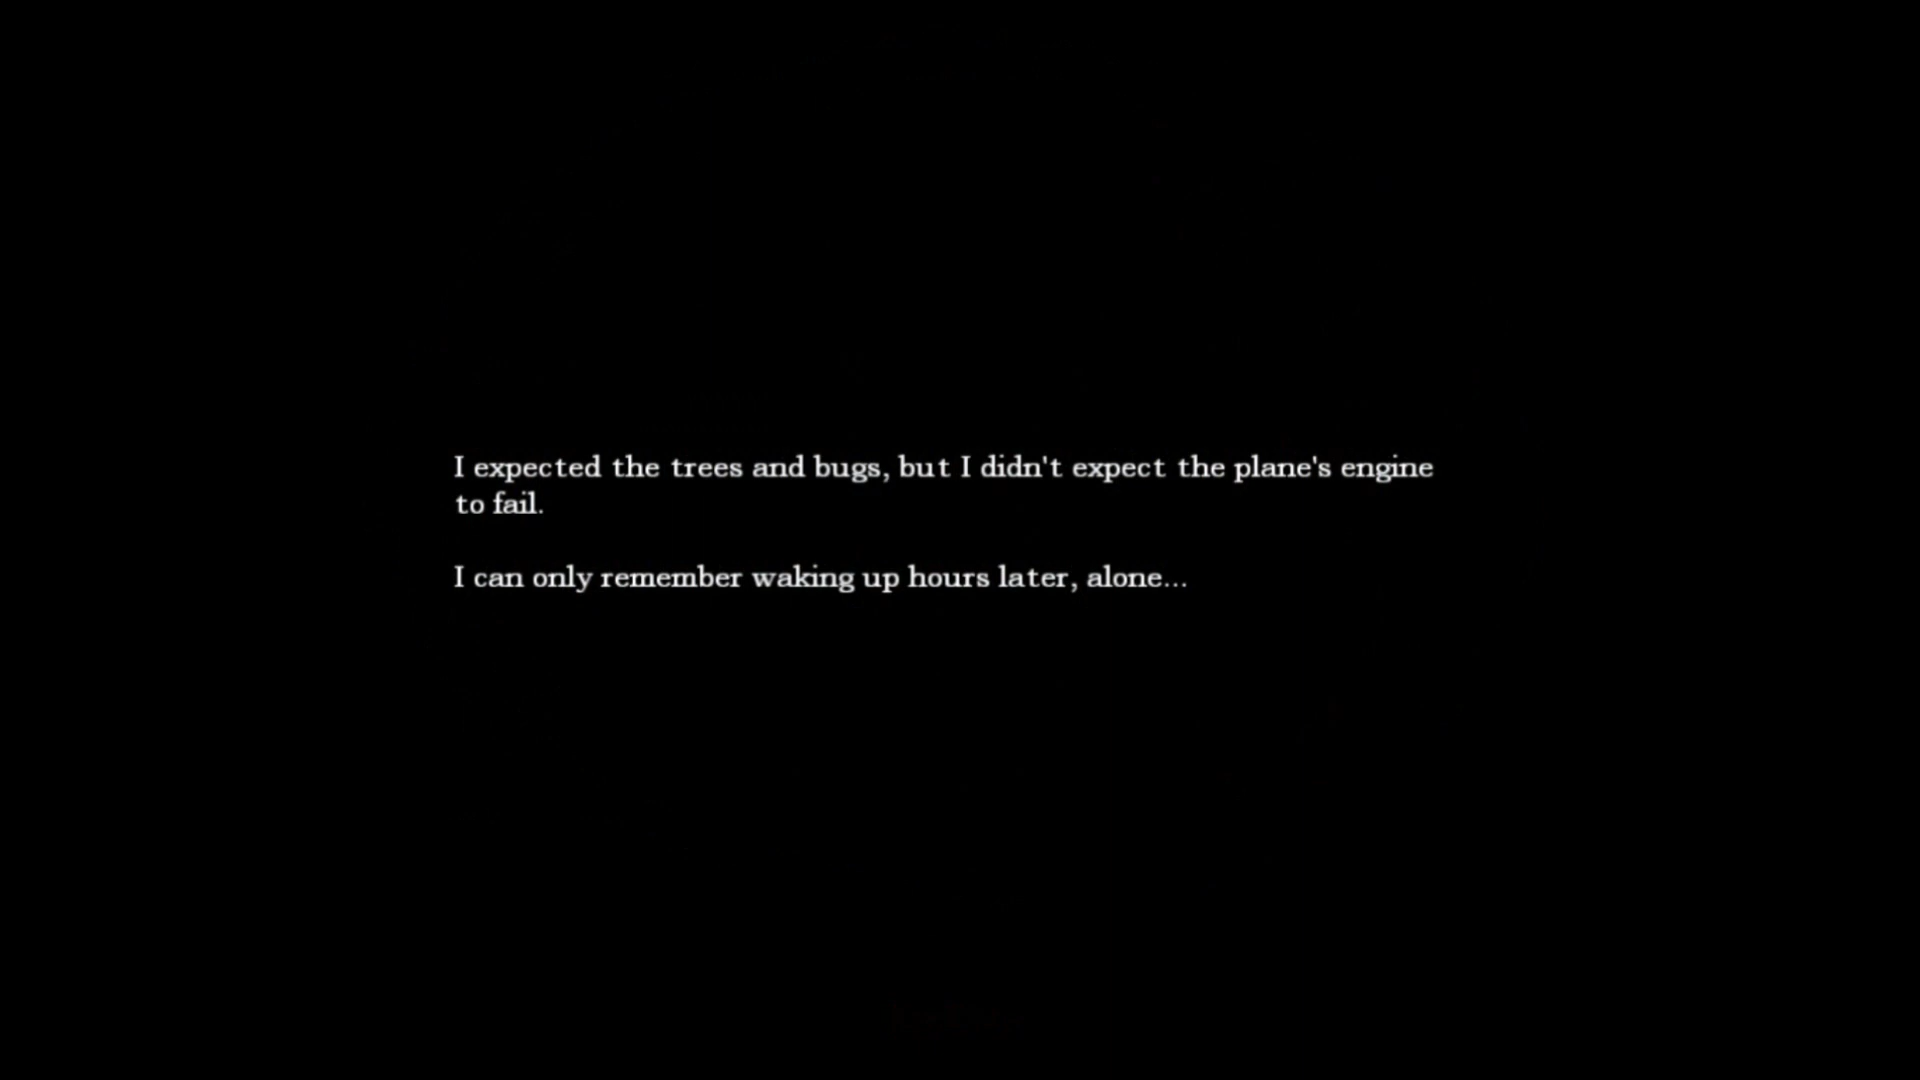 I expected the trees and bugs, but I didn't expect the plane's engine
to fail.
I can only remember waking up hours later, alone...